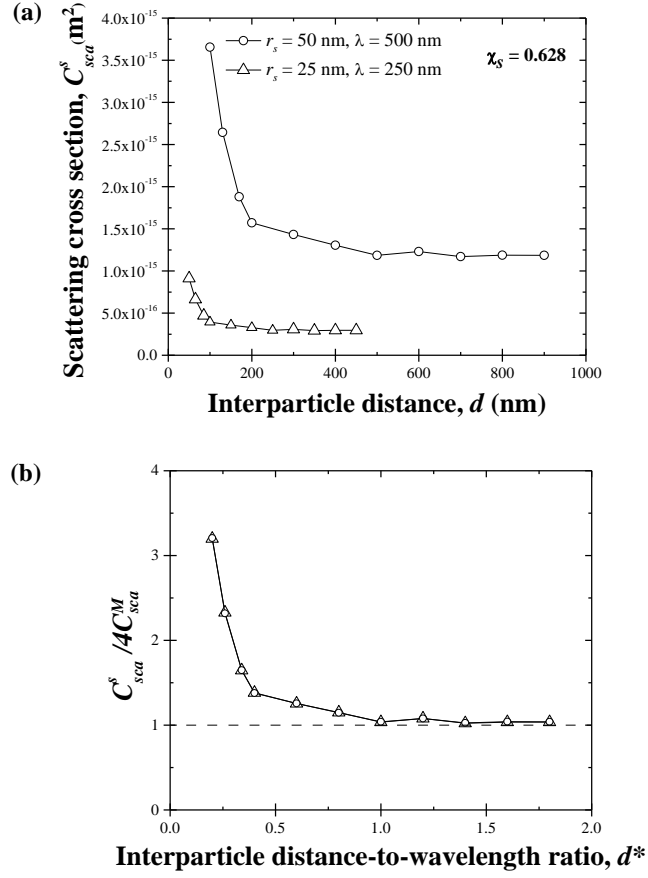 (a)
Scattering cross section, C^s_sca (m²)
4.0x10^-15
3.5x10^-15
3.0x10^-15
2.5x10^-15
2.0x10^-15
1.5x10^-15
1.0x10^-15
5.0x10^-16
0.0
r_s = 50 nm, λ = 500 nm
r_s = 25 nm, λ = 250 nm
χ_s = 0.628
0 200 400 600 800 1000
Interparticle distance, d (nm)
(b)
C^s_sca /4C^M_sca
4
3
2
1
0
0.0 0.5 1.0 1.5 2.0
Interparticle distance-to-wavelength ratio, d*